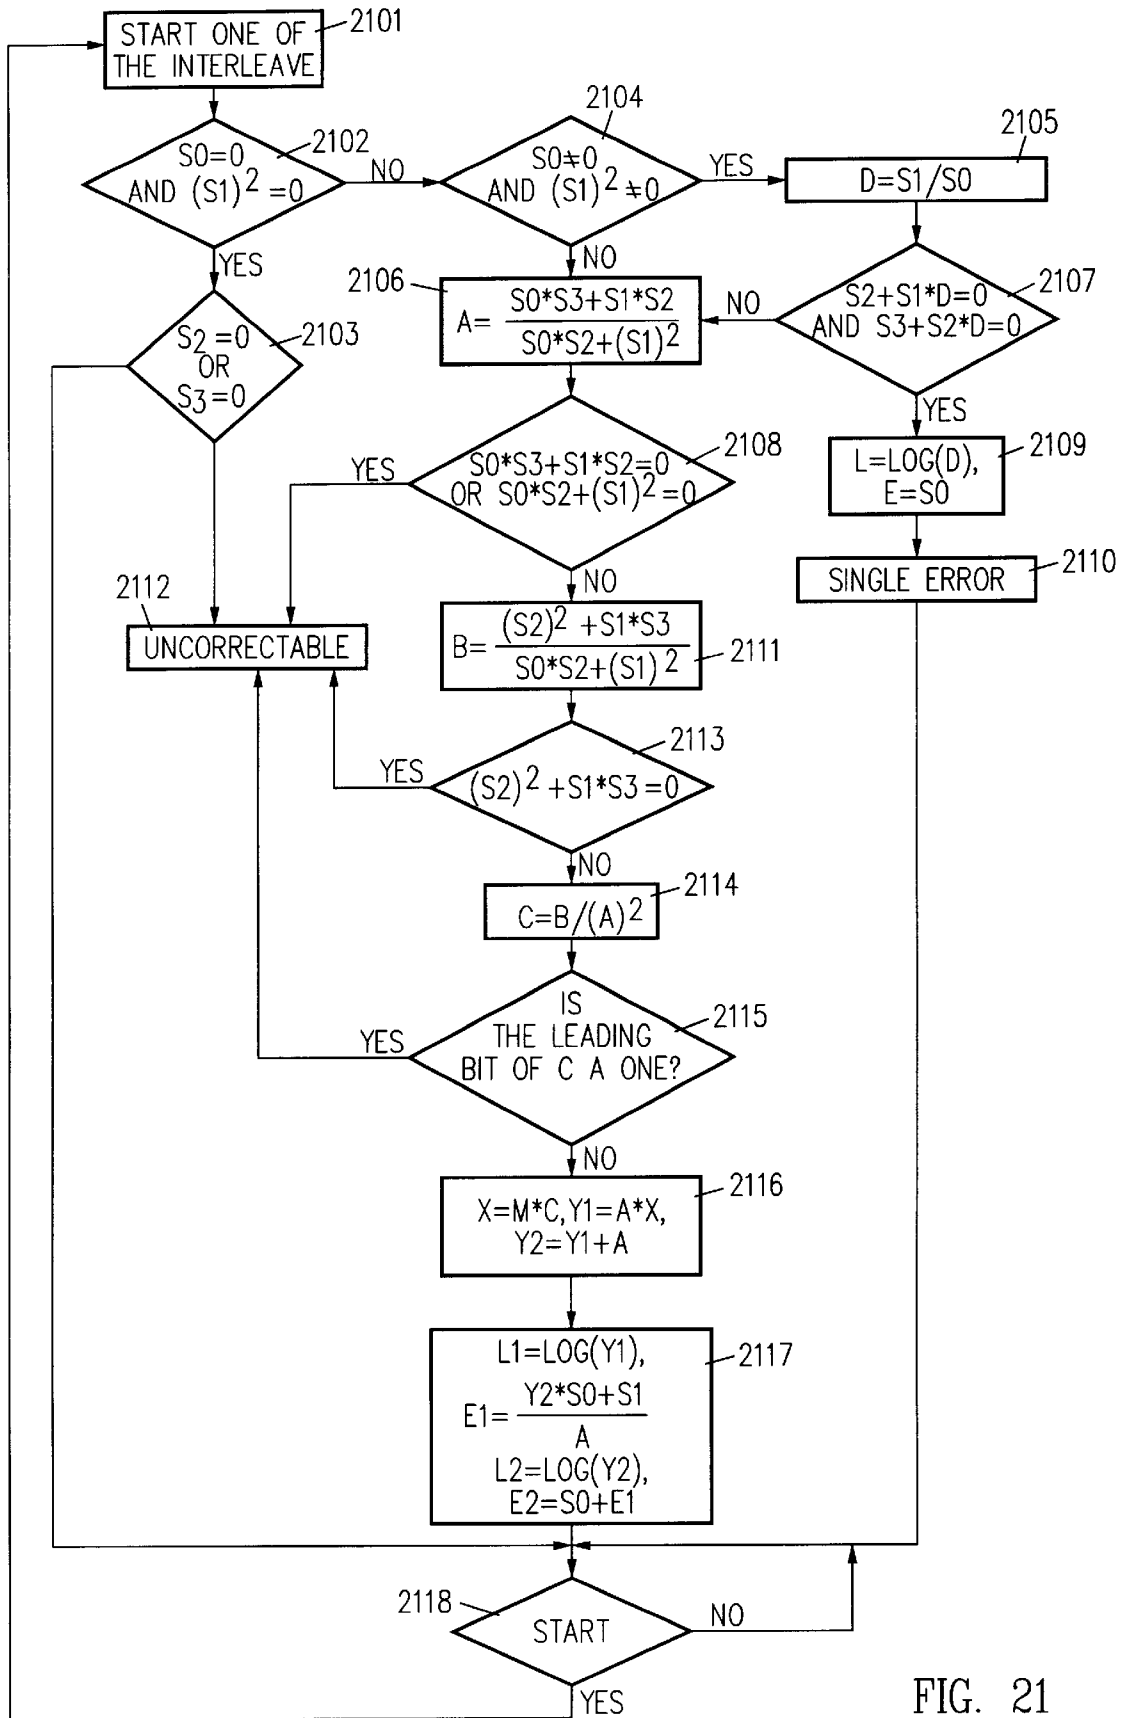 START ONE OF
THE INTERLEAVE
2101
S0=0
AND (S1)² =0
2102
NO
YES
S2 =0
OR
S3 =0
2103
S0≠0
AND (S1)² ≠0
2104
YES
NO
D=S1/S0
2105
2106
A= S0*S3+S1*S2
S0*S2+(S1)²
S2+S1*D=0
AND S3+S2*D=0
2107
NO
YES
S0*S3+S1*S2=0
OR S0*S2+(S1)² =0
2108
YES
NO
L=LOG(D),
E=S0
2109
SINGLE ERROR
2110
2112
UNCORRECTABLE
B= (S2)² +S1*S3
S0*S2+(S1)²
2111
(S2)² +S1*S3=0
2113
YES
NO
C=B/(A)²
2114
IS
THE LEADING
BIT OF C A ONE?
2115
YES
NO
X=M*C,Y1=A*X,
Y2=Y1+A
2116
L1=LOG(Y1),
E1= Y2*S0+S1
A
L2=LOG(Y2),
E2=S0+E1
2117
2118
START
NO
YES
FIG. 21